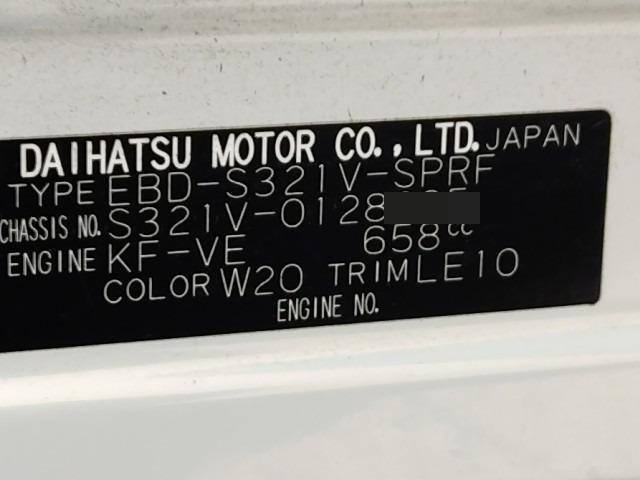 DAIHATSU MOTOR CO., LTD. JAPAN
TYPE EBD-S321V-SPRF
CHASSIS NO. S321V-0128
ENGINE KF-VE 658cc
COLOR W20 TRIM LE10
ENGINE NO.